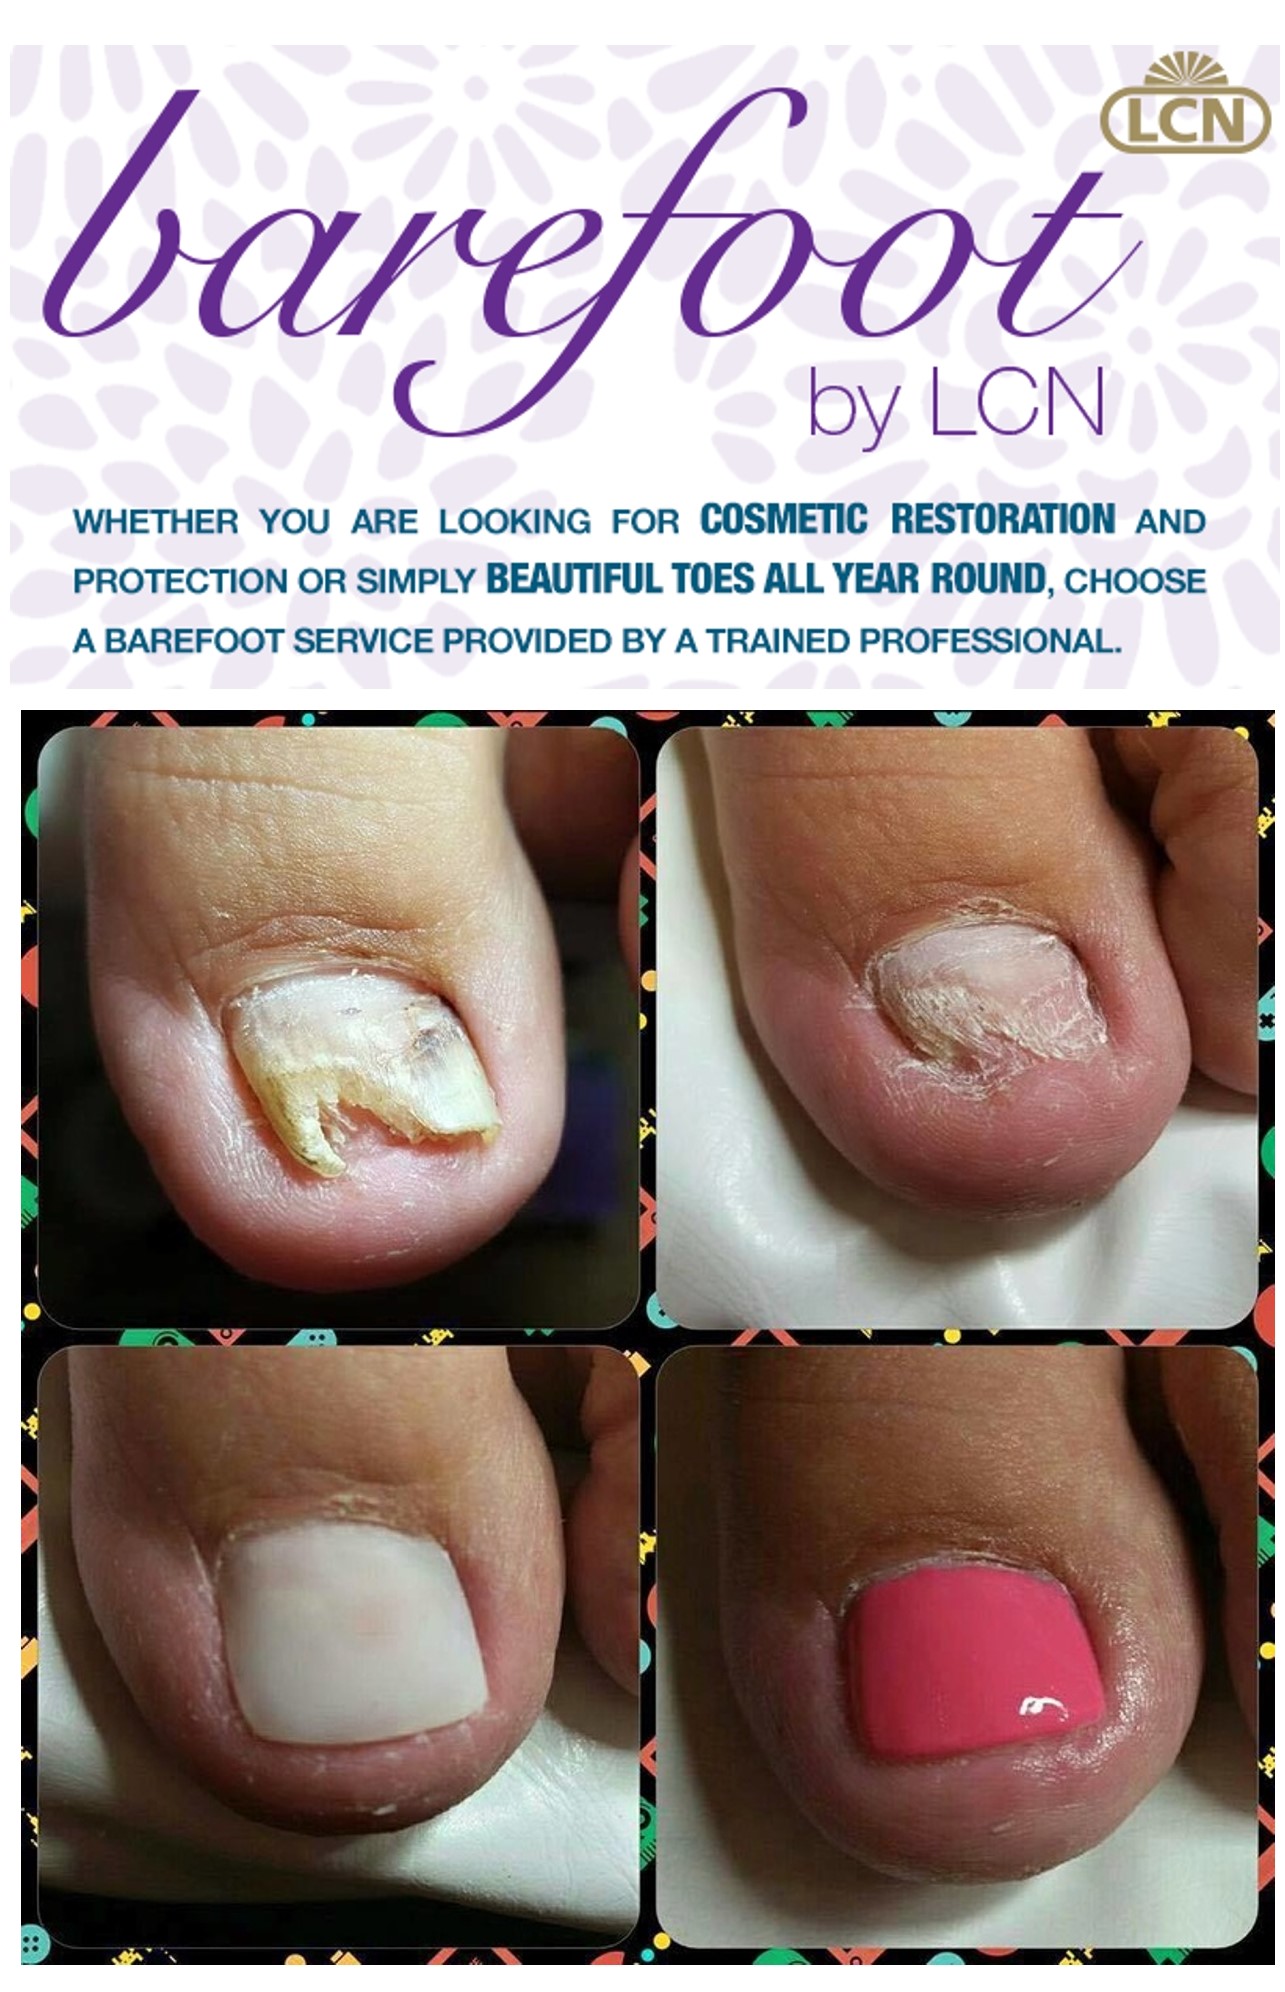 LCN
barefoot
by LCN
WHETHER YOU ARE LOOKING FOR COSMETIC RESTORATION AND
PROTECTION OR SIMPLY BEAUTIFUL TOES ALL YEAR ROUND, CHOOSE
A BAREFOOT SERVICE PROVIDED BY A TRAINED PROFESSIONAL.